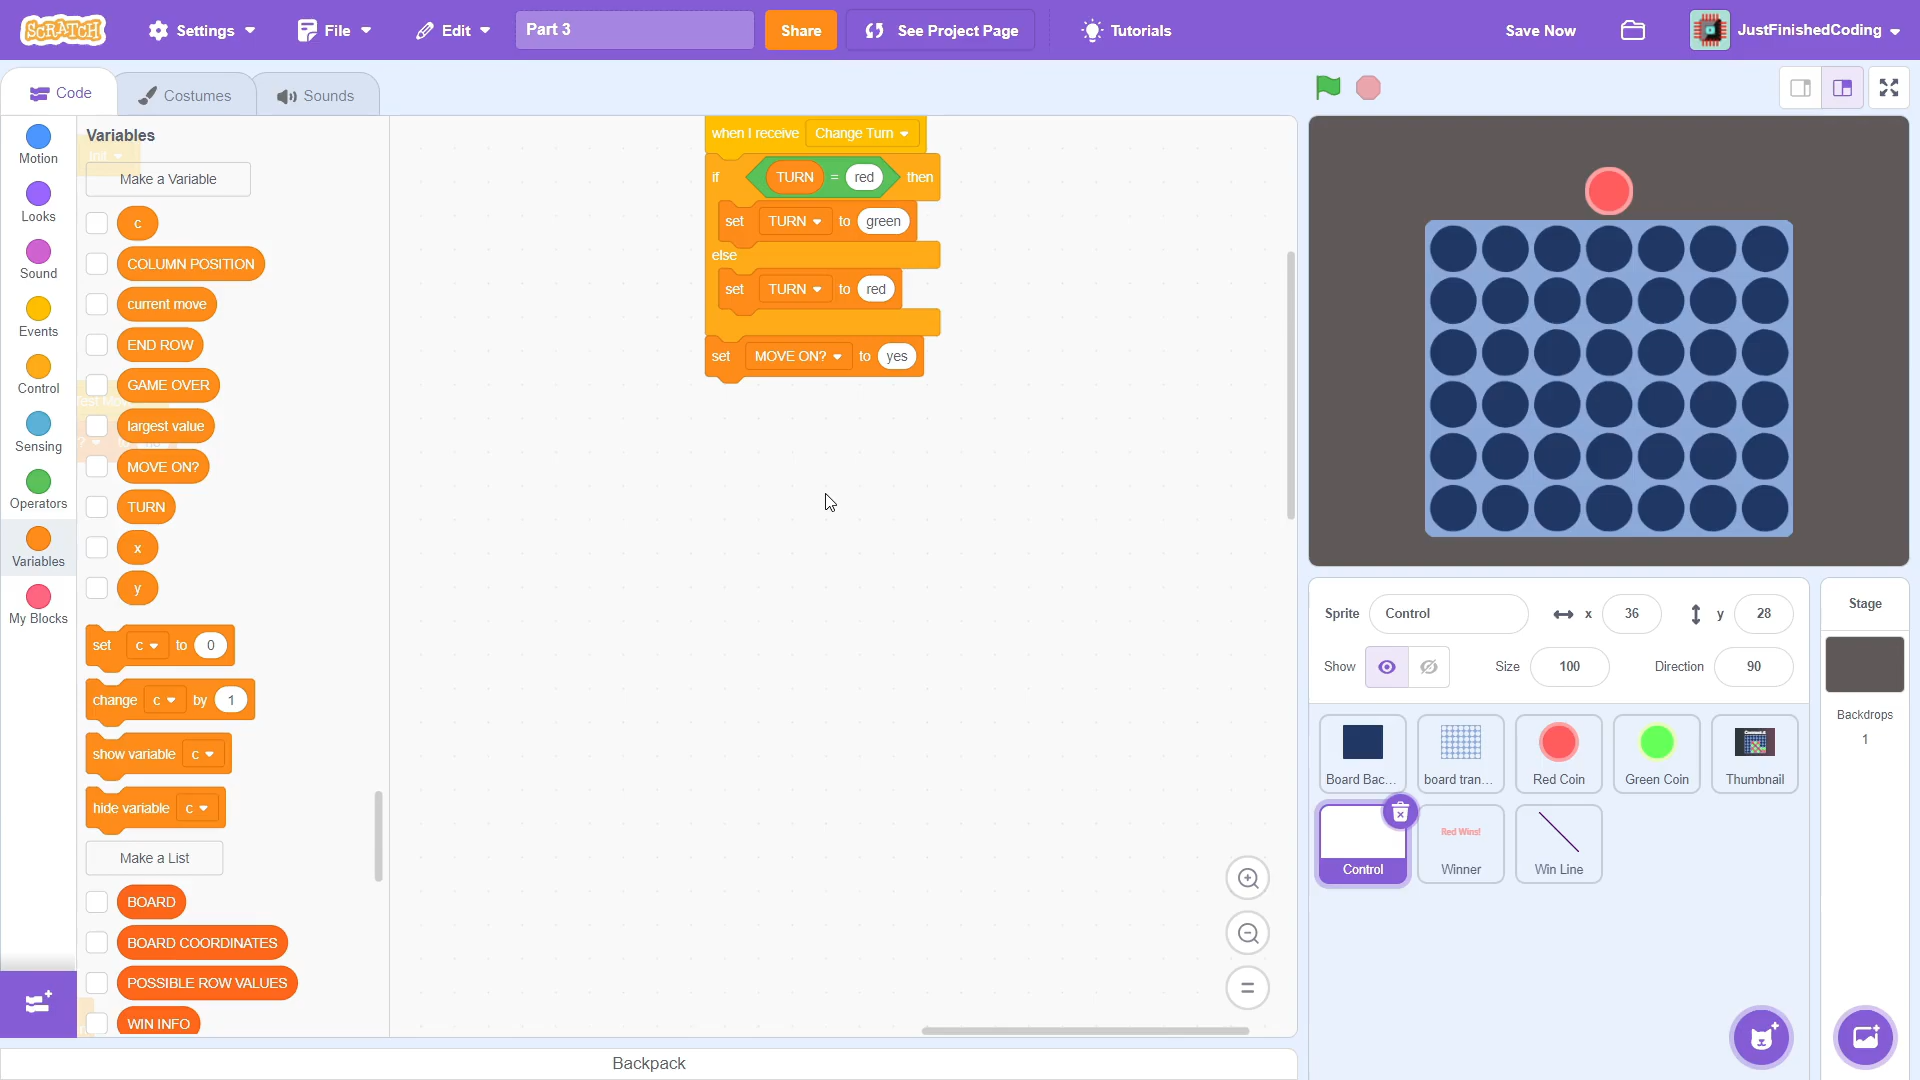 SCRATCH
Settings
File
Edit
Part 3
Share
See Project Page
Tutorials
Save Now
JustFinishedCoding
Code
Costumes
Sounds
Motion
Looks
Sound
Events
Control
Sensing
Operators
Variables
My Blocks
Variables
Make a Variable
c
COLUMN POSITION
current move
END ROW
GAME OVER
largest value
MOVE ON?
TURN
x
y
set c to 0
change c by 1
show variable c
hide variable c
Make a List
BOARD
BOARD COORDINATES
POSSIBLE ROW VALUES
WIN INFO
when I receive Change Turn
if TURN = red then
set TURN to green
else
set TURN to red
set MOVE ON? to yes
Backpack
Sprite Control x 36 y 28
Show Size 100 Direction 90
Board Bac...
board tran...
Red Coin
Green Coin
Thumbnail
Control
Red Wins!
Winner
Win Line
Stage
Backdrops
1